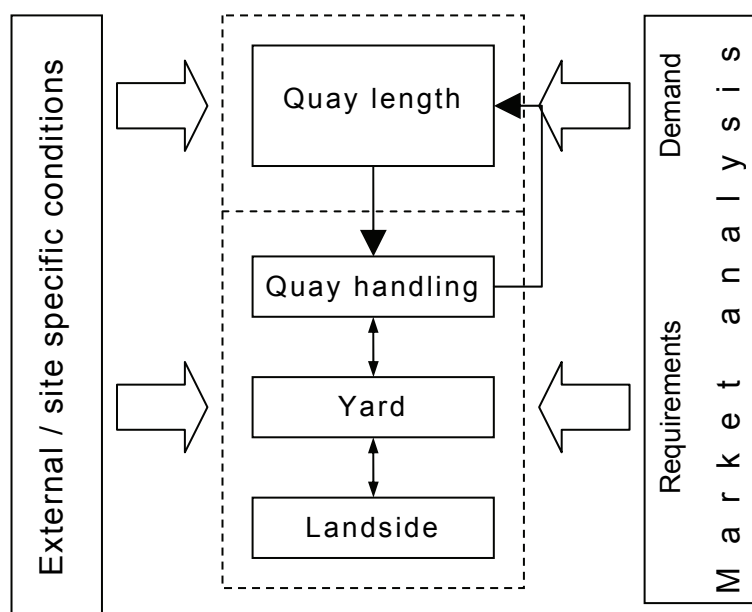 External / site specific conditions
Quay length
Quay handling
Yard
Landside
Demand
Requirements
Market analysis